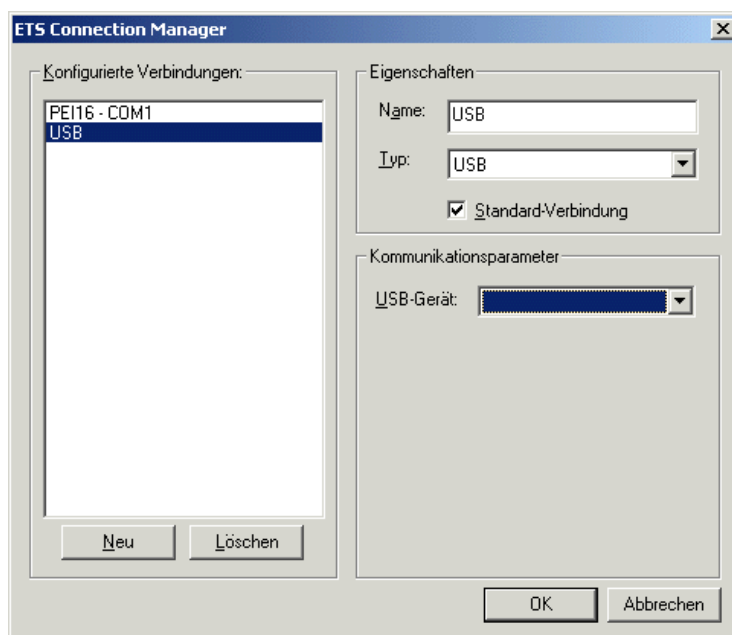 ETS Connection Manager
Konfigurierte Verbindungen:
PEI16 - COM1
USB
Neu
Löschen
Eigenschaften
Name: USB
Typ: USB
Standard-Verbindung
Kommunikationsparameter
USB-Gerät:
OK
Abbrechen